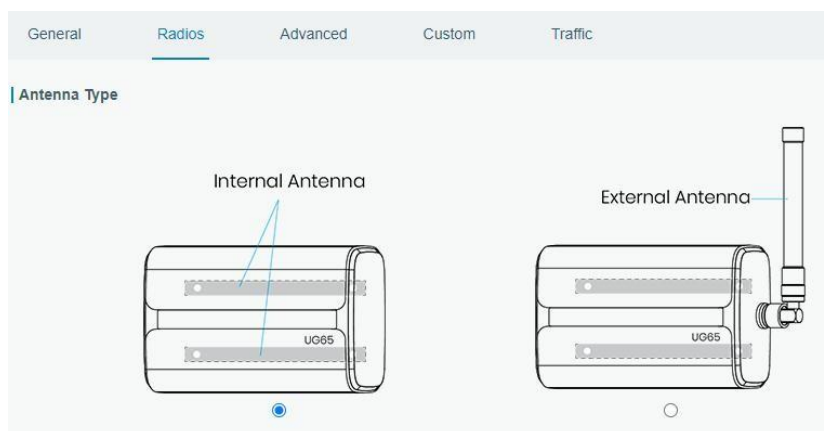 General Radios Advanced Custom Traffic
Antenna Type
Internal Antenna
External Antenna
UG65
UG65